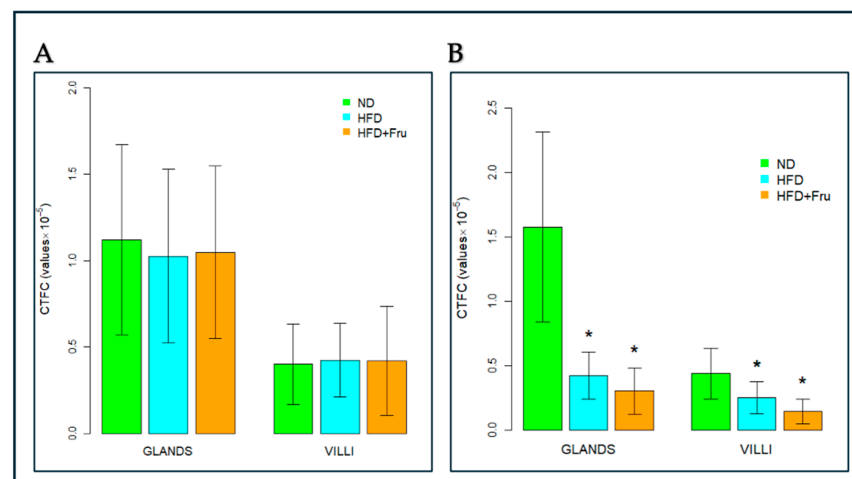 A
B
CTFC (values×10⁻⁵)
2.0
1.5
1.0
0.5
0.0
ND
HFD
HFD+Fru
GLANDS
VILLI
CTFC (values×10⁻⁵)
2.5
2.0
1.5
1.0
0.5
0.0
ND
HFD
HFD+Fru
*
*
*
*
GLANDS
VILLI